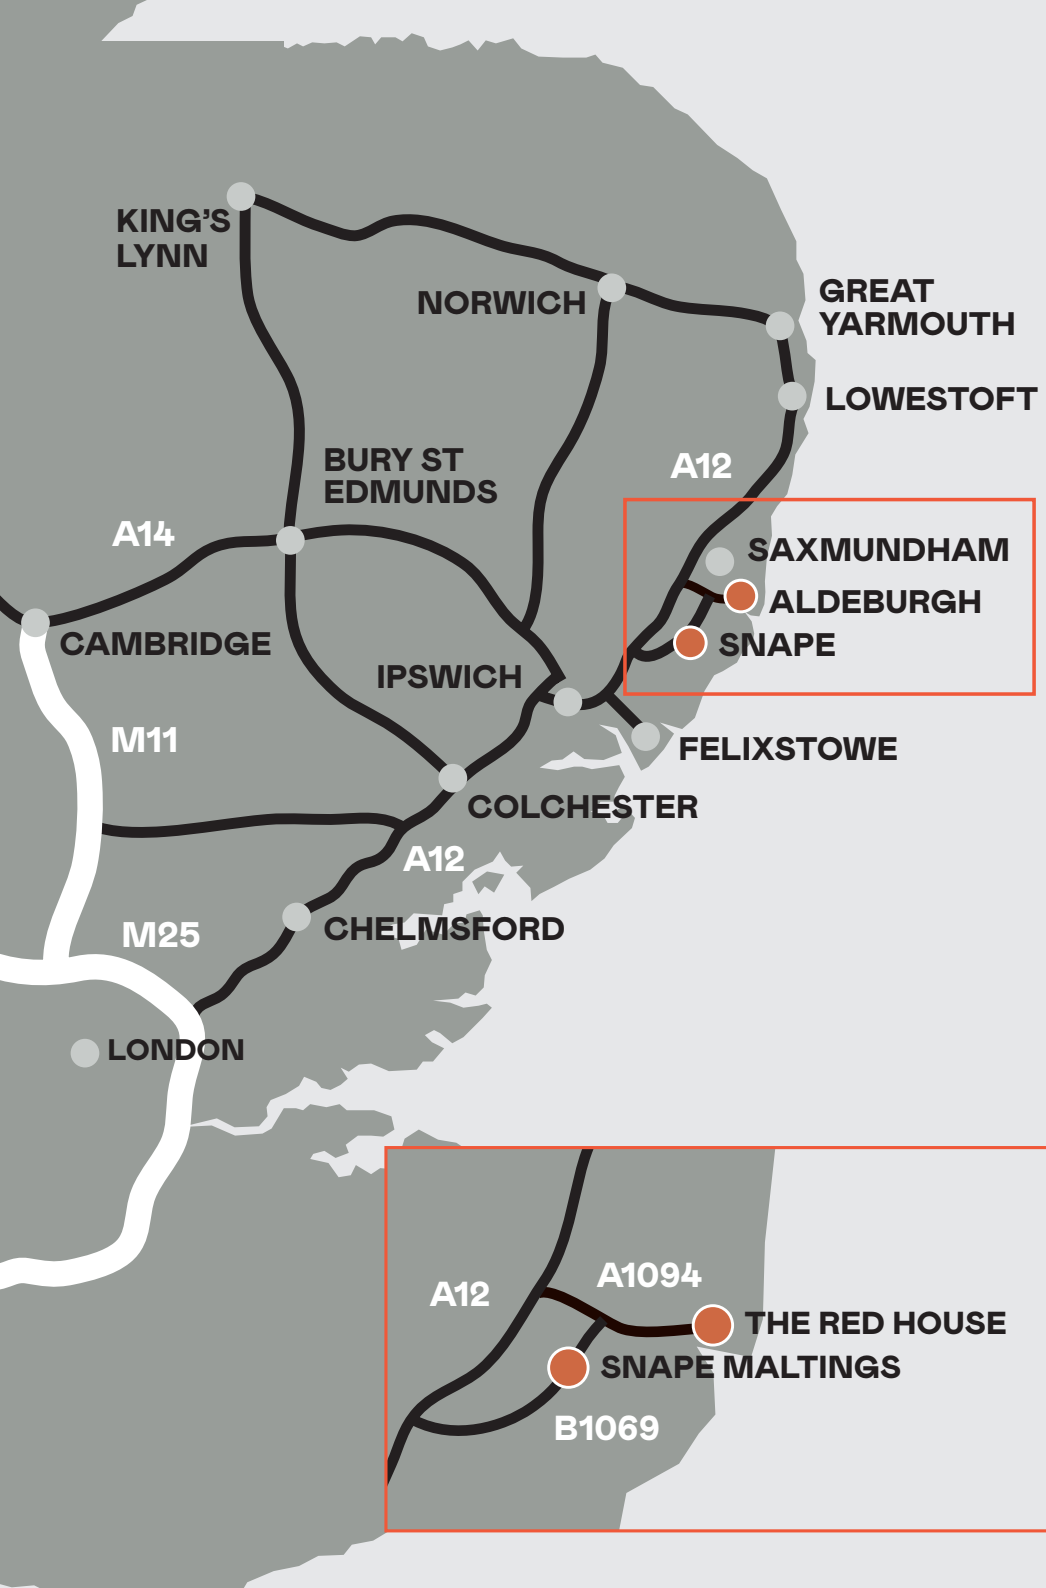 KING’S
LYNN
NORWICH
GREAT
YARMOUTH
LOWESTOFT
BURY ST
EDMUNDS
A12
A14
SAXMUNDHAM
ALDEBURGH
SNAPE
CAMBRIDGE
IPSWICH
M11
FELIXSTOWE
COLCHESTER
A12
M25
CHELMSFORD
LONDON
A12
A1094
THE RED HOUSE
SNAPE MALTINGS
B1069